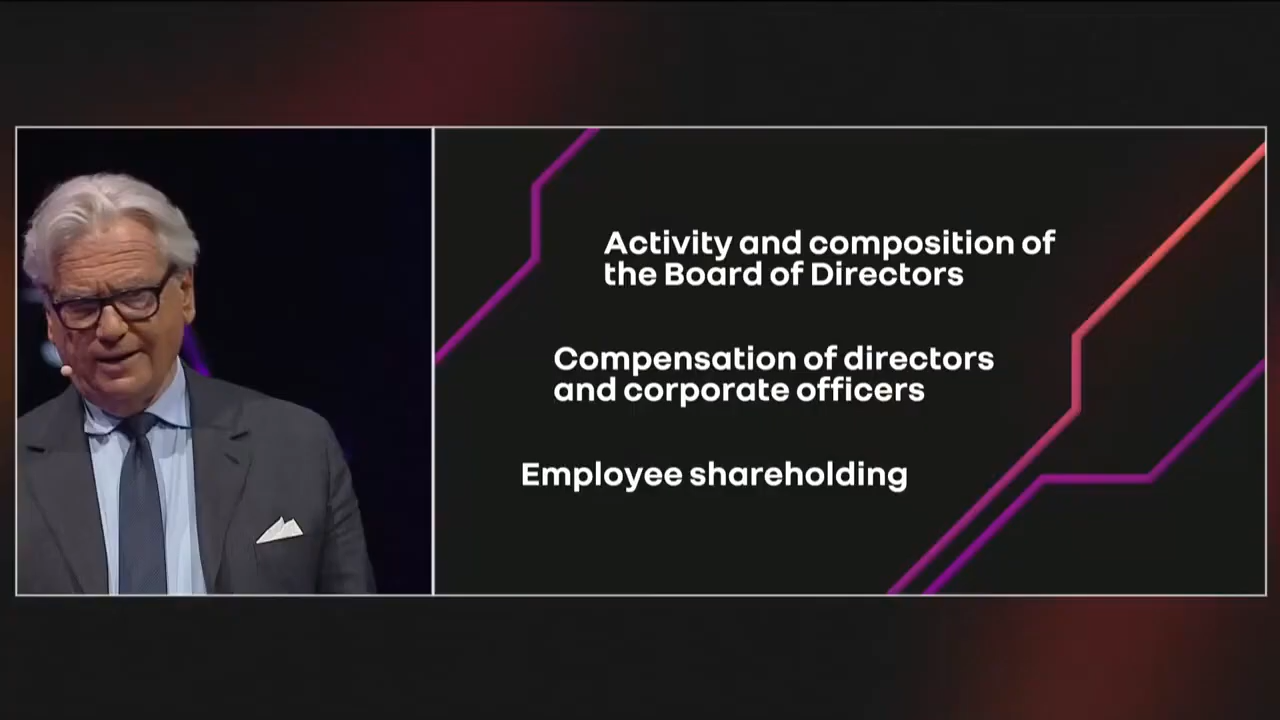 Activity and composition of
the Board of Directors
Compensation of directors
and corporate officers
Employee shareholding